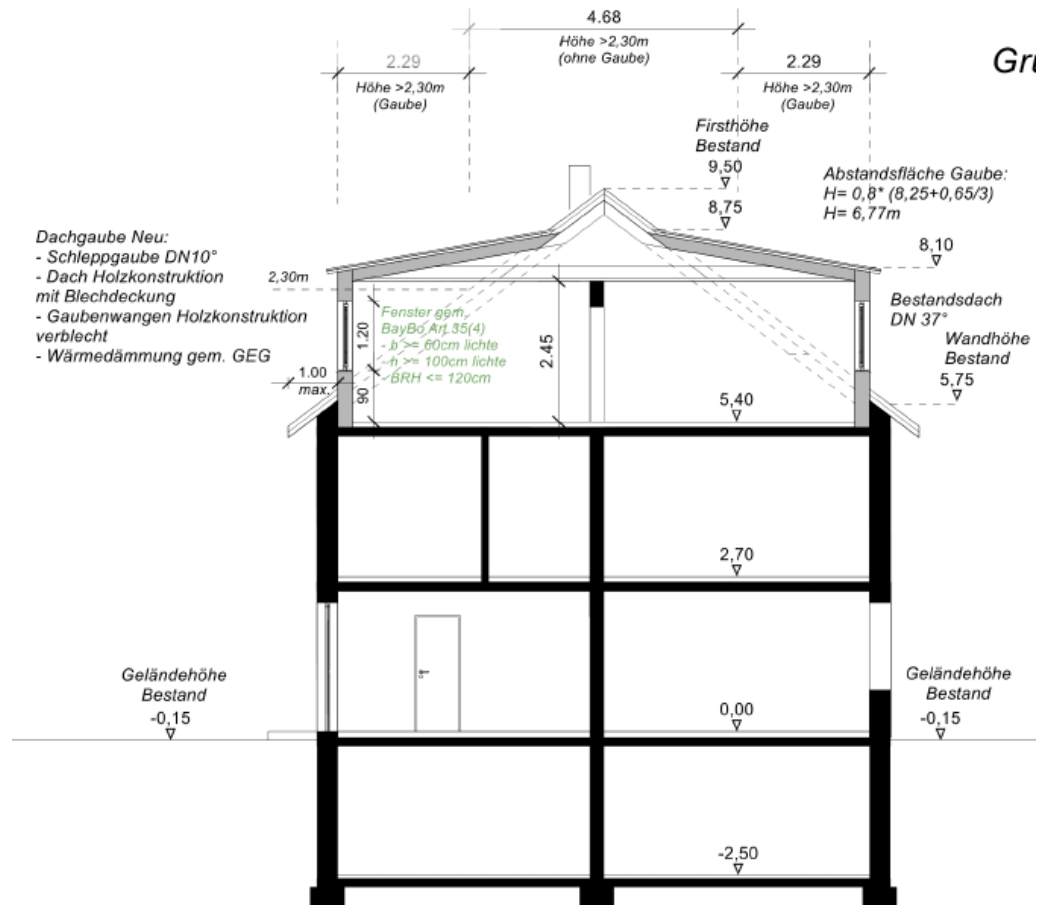 4.68
Höhe >2,30m
(ohne Gaube)
2.29
Höhe >2,30m
(Gaube)
2.29
Höhe >2,30m
(Gaube)
Gru
Firsthöhe
Bestand
9,50
8,75
Abstandsfläche Gaube:
H= 0,8* (8,25+0,65/3)
H= 6,77m
8,10
Dachgaube Neu:
- Schleppgaube DN10°
- Dach Holzkonstruktion
mit Blechdeckung
- Gaubenwangen Holzkonstruktion
verblecht
- Wärmedämmung gem. GEG
2,30m
Fenster gem.
BayBo Art.35(4)
- b >= 60cm lichte
- h >= 100cm lichte
- BRH <= 120cm
1.20
90
2.45
1.00
max.
Bestandsdach
DN 37°
Wandhöhe
Bestand
5,75
5,40
2,70
Geländehöhe
Bestand
-0,15
0,00
Geländehöhe
Bestand
-0,15
-2,50